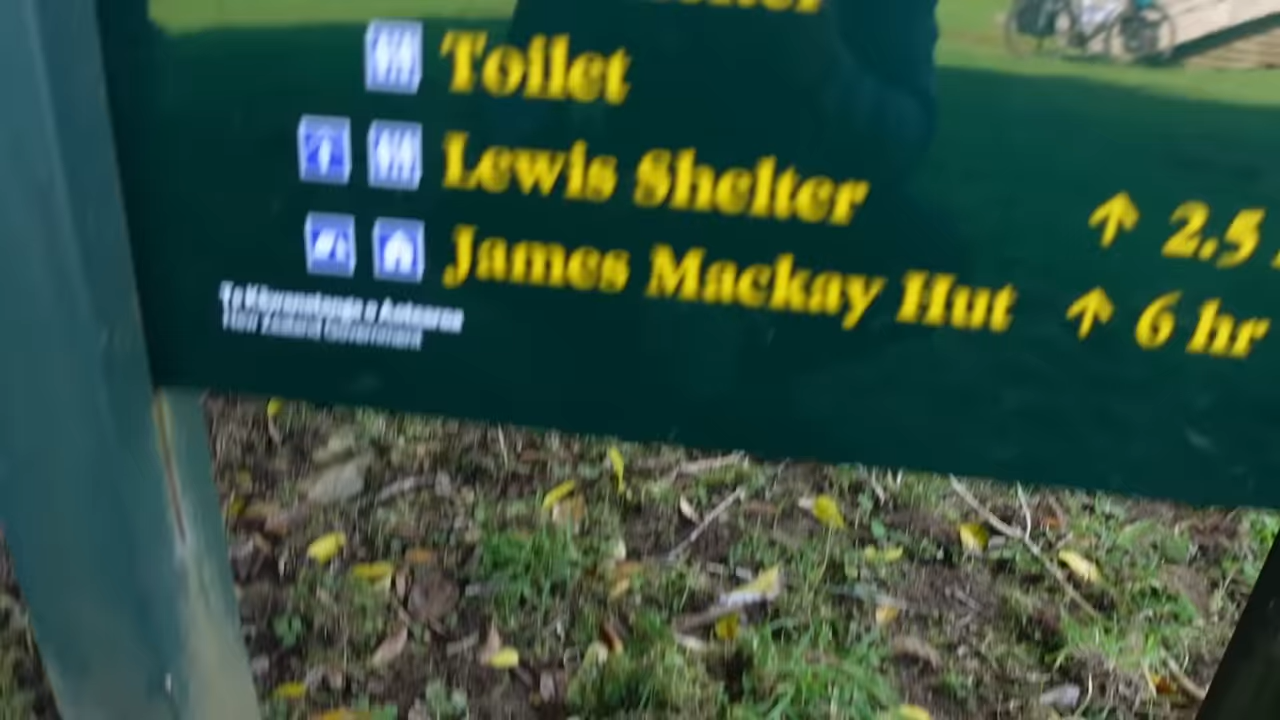 Toilet
Lewis Shelter ↑ 2.5
James Mackay Hut ↑ 6 hr
Te Kāwanatanga o Aotearoa
New Zealand Government